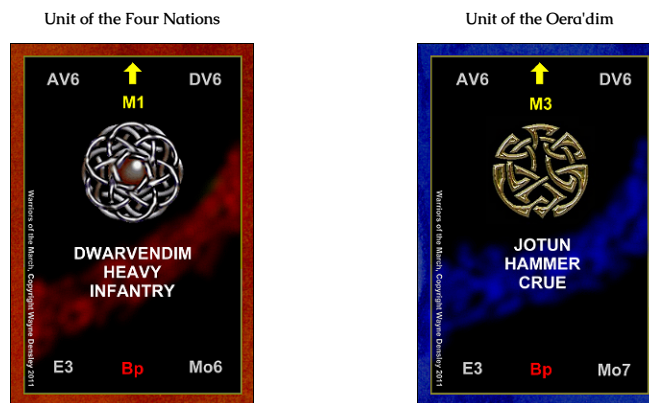 Unit of the Four Nations
AV6
DV6
M1
DWARVENDIM
HEAVY
INFANTRY
E3
Bp
Mo6
Warriors of the March, Copyright Wayne Densley 2011
Unit of the Oera'dim
AV6
DV6
M3
JOTUN
HAMMER
CRUE
E3
Bp
Mo7
Warriors of the March, Copyright Wayne Densley 2011